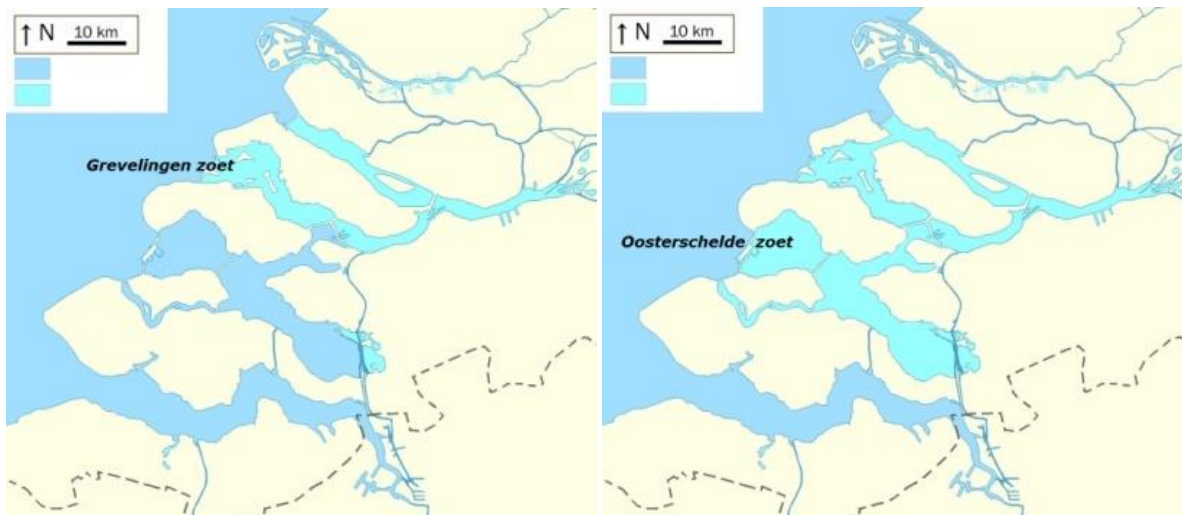 ↑ N 10 km
Grevelingen zoet
↑ N 10 km
Oosterschelde zoet